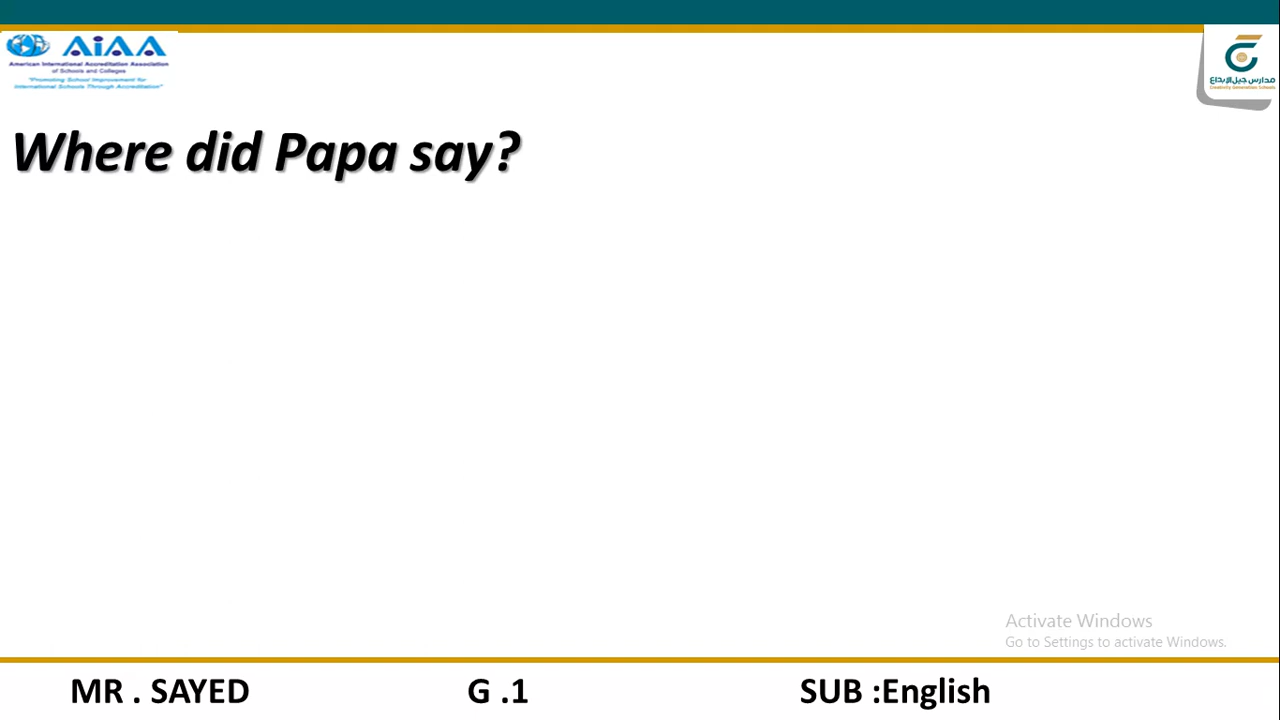 AiAA
American International Accreditation Association
of Schools and Colleges
"Promoting School Improvement for
International Schools Through Accreditation"
مدارس جيل الإبداع
Creativity Generation Schools
Where did Papa say?
Activate Windows
Go to Settings to activate Windows.
MR . SAYED G .1 SUB :English